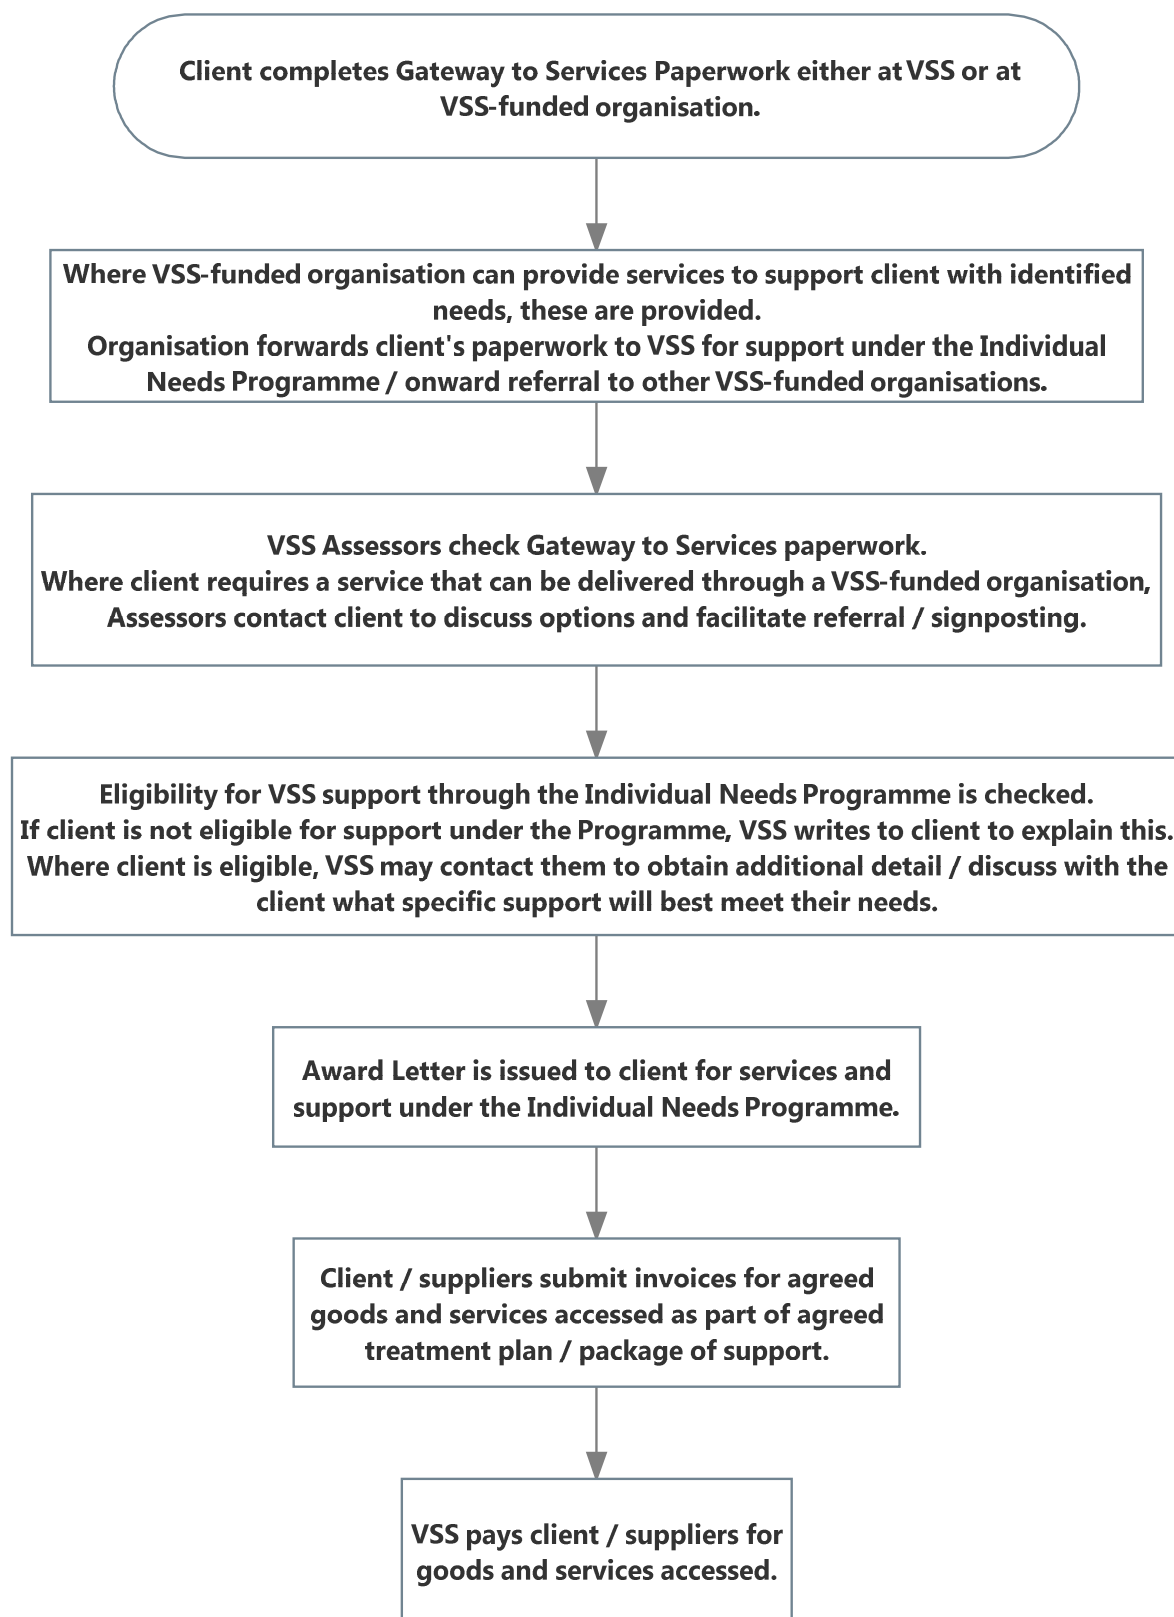 Client completes Gateway to Services Paperwork either at VSS or at
VSS-funded organisation.
Where VSS-funded organisation can provide services to support client with identified
needs, these are provided.
Organisation forwards client's paperwork to VSS for support under the Individual
Needs Programme / onward referral to other VSS-funded organisations.
VSS Assessors check Gateway to Services paperwork.
Where client requires a service that can be delivered through a VSS-funded organisation,
Assessors contact client to discuss options and facilitate referral / signposting.
Eligibility for VSS support through the Individual Needs Programme is checked.
If client is not eligible for support under the Programme, VSS writes to client to explain this.
Where client is eligible, VSS may contact them to obtain additional detail / discuss with the
client what specific support will best meet their needs.
Award Letter is issued to client for services and
support under the Individual Needs Programme.
Client / suppliers submit invoices for agreed
goods and services accessed as part of agreed
treatment plan / package of support.
VSS pays client / suppliers for
goods and services accessed.